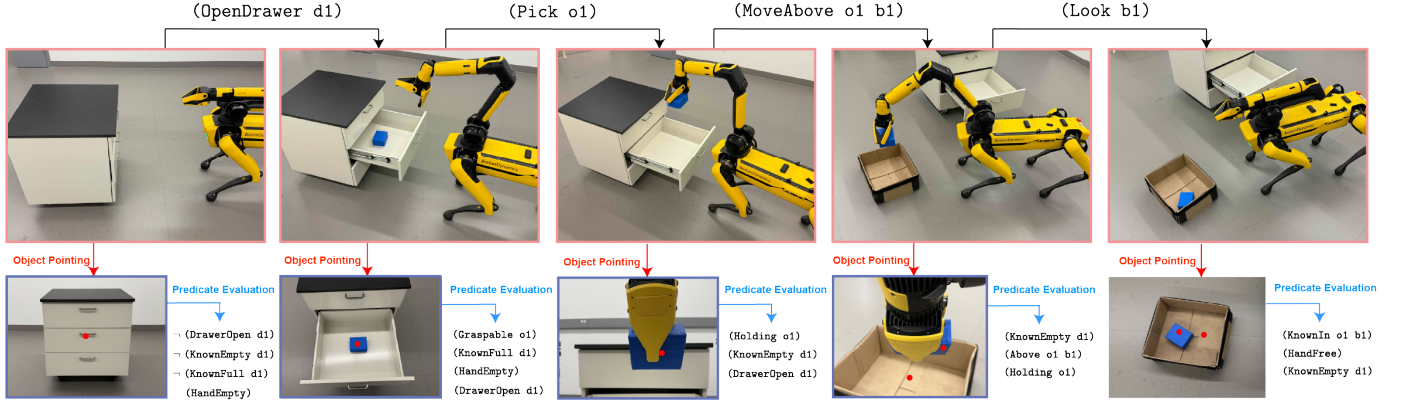 (OpenDrawer d1)
(Pick o1)
(MoveAbove o1 b1)
(Look b1)
Object Pointing
Object Pointing
Object Pointing
Object Pointing
Object Pointing
Predicate Evaluation
¬ (DrawerOpen d1)
¬ (KnownEmpty d1)
¬ (KnownFull d1)
(HandEmpty)
Predicate Evaluation
(Graspable o1)
(KnownFull d1)
(HandEmpty)
(DrawerOpen d1)
Predicate Evaluation
(Holding o1)
(KnownEmpty d1)
(DrawerOpen d1)
Predicate Evaluation
(KnownEmpty d1)
(Above o1 b1)
(Holding o1)
Predicate Evaluation
(KnownIn o1 b1)
(HandFree)
(KnownEmpty d1)